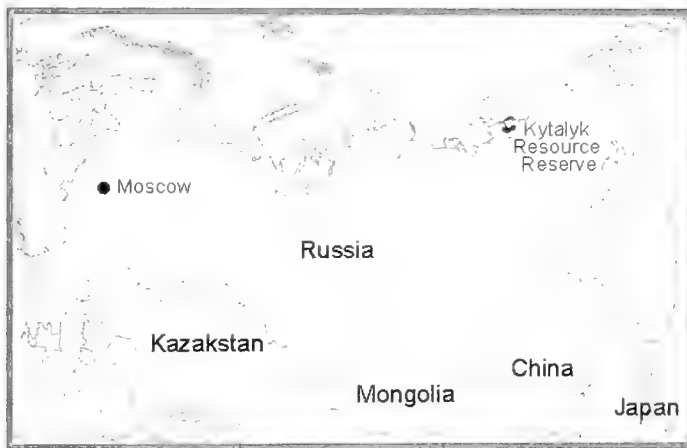 Kytalyk
Resource
Reserve
Moscow
Russia
Kazakstan
China
Mongolia
Japan